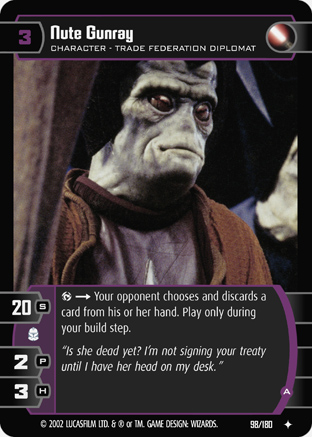 3 Nute Gunray
CHARACTER - TRADE FEDERATION DIPLOMAT
20 S
→ Your opponent chooses and discards a
card from his or her hand. Play only during
your build step.
2 P
"Is she dead yet? I'm not signing your treaty
until I have her head on my desk."
3 H
A
© 2002 LUCASFILM LTD. & ® or TM. GAME DESIGN: WIZARDS. 98/180